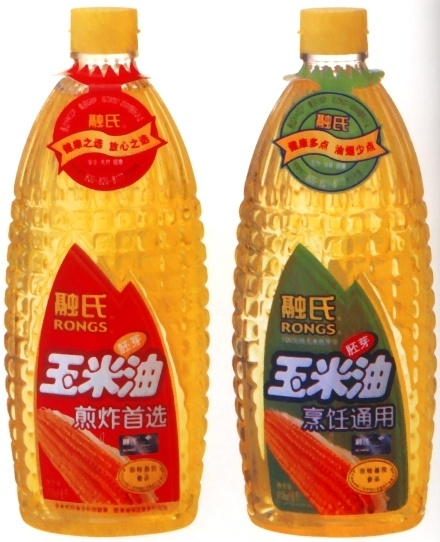 融氏
健康之选 放心之选
融氏
RONGS
胚芽
玉米油
煎炸首选
融氏
健康多点 油烟少点
融氏
RONGS
胚芽
玉米油
烹饪通用